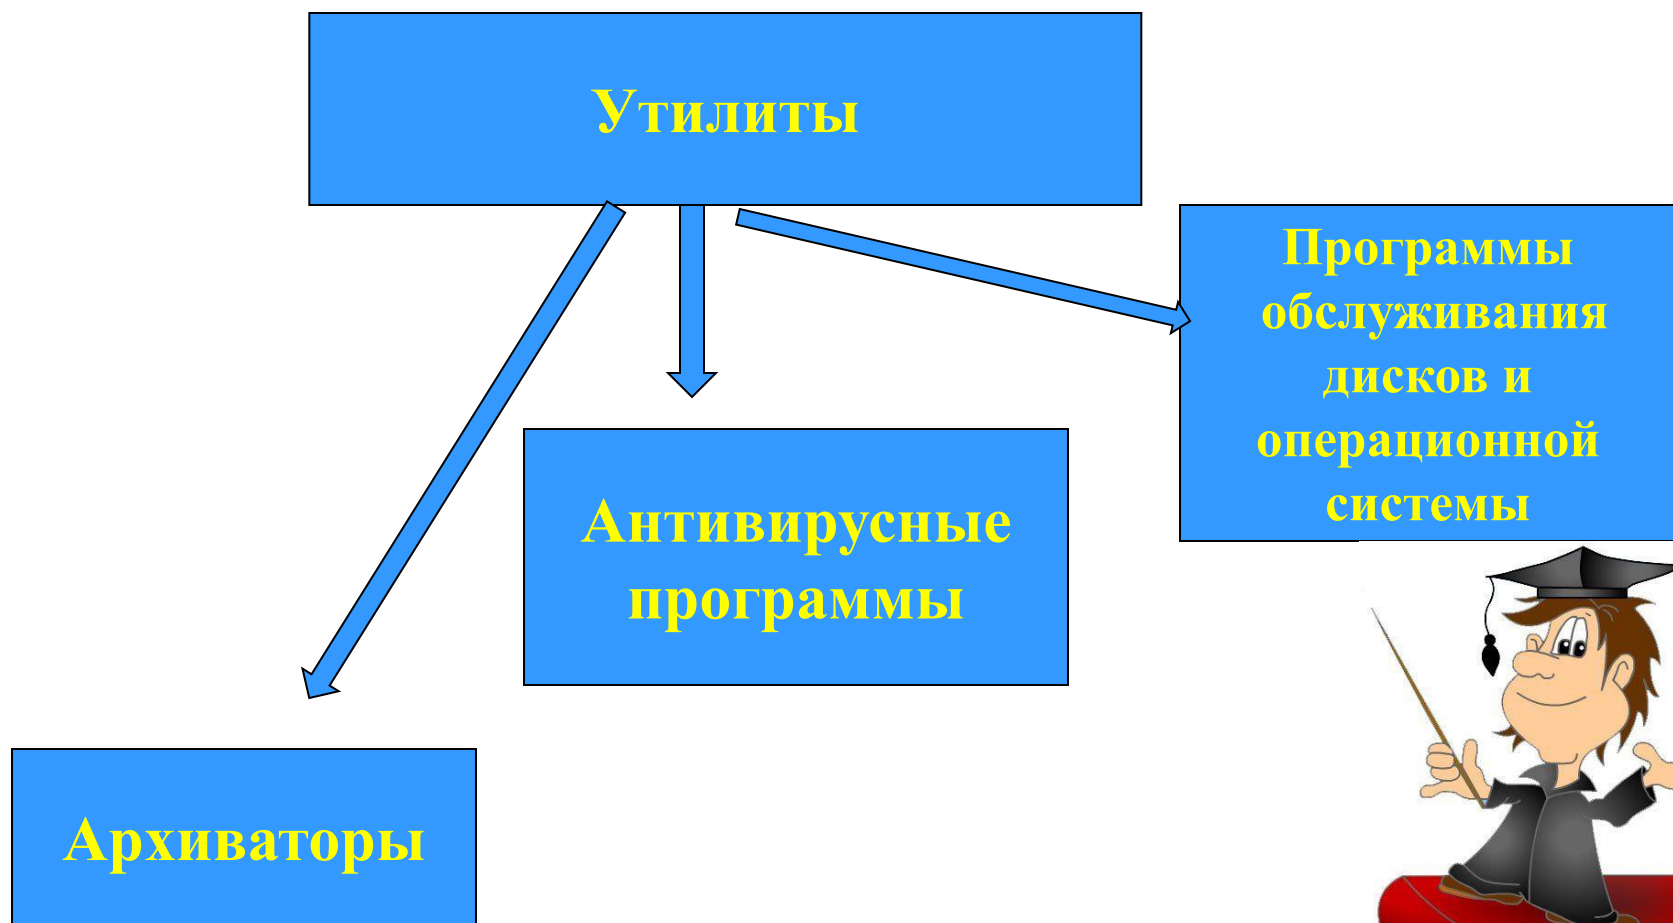 Утилиты
Программы
обслуживания
дисков и
операционной
системы
Антивирусные
программы
Архиваторы